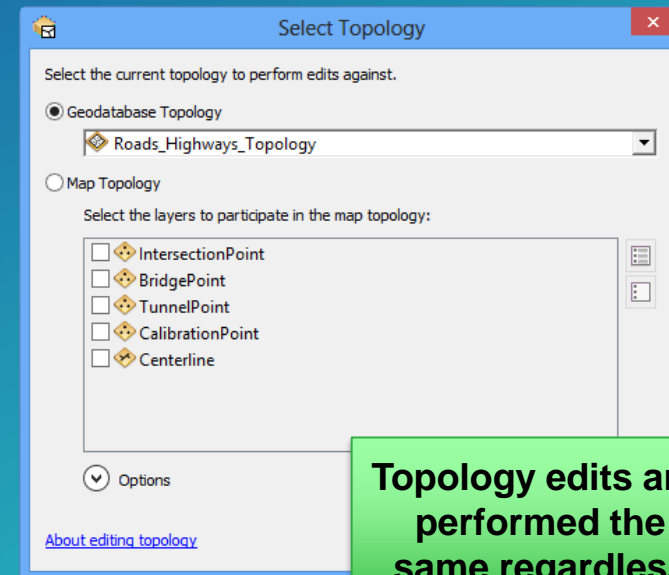 Select Topology
Select the current topology to perform edits against.
Geodatabase Topology
Roads_Highways_Topology
Map Topology
Select the layers to participate in the map topology:
IntersectionPoint
BridgePoint
TunnelPoint
CalibrationPoint
Centerline
Options
About editing topology
Topology edits
performed the
same